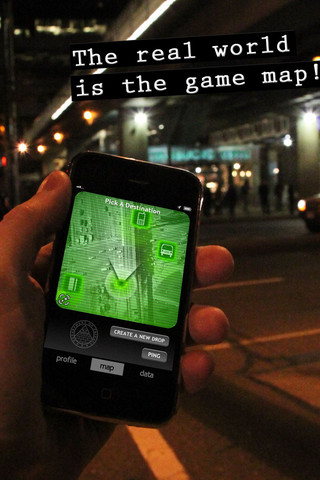 The real world
is the game map!
Pick A Destination
CREATE A NEW DROP
PING
profile map data